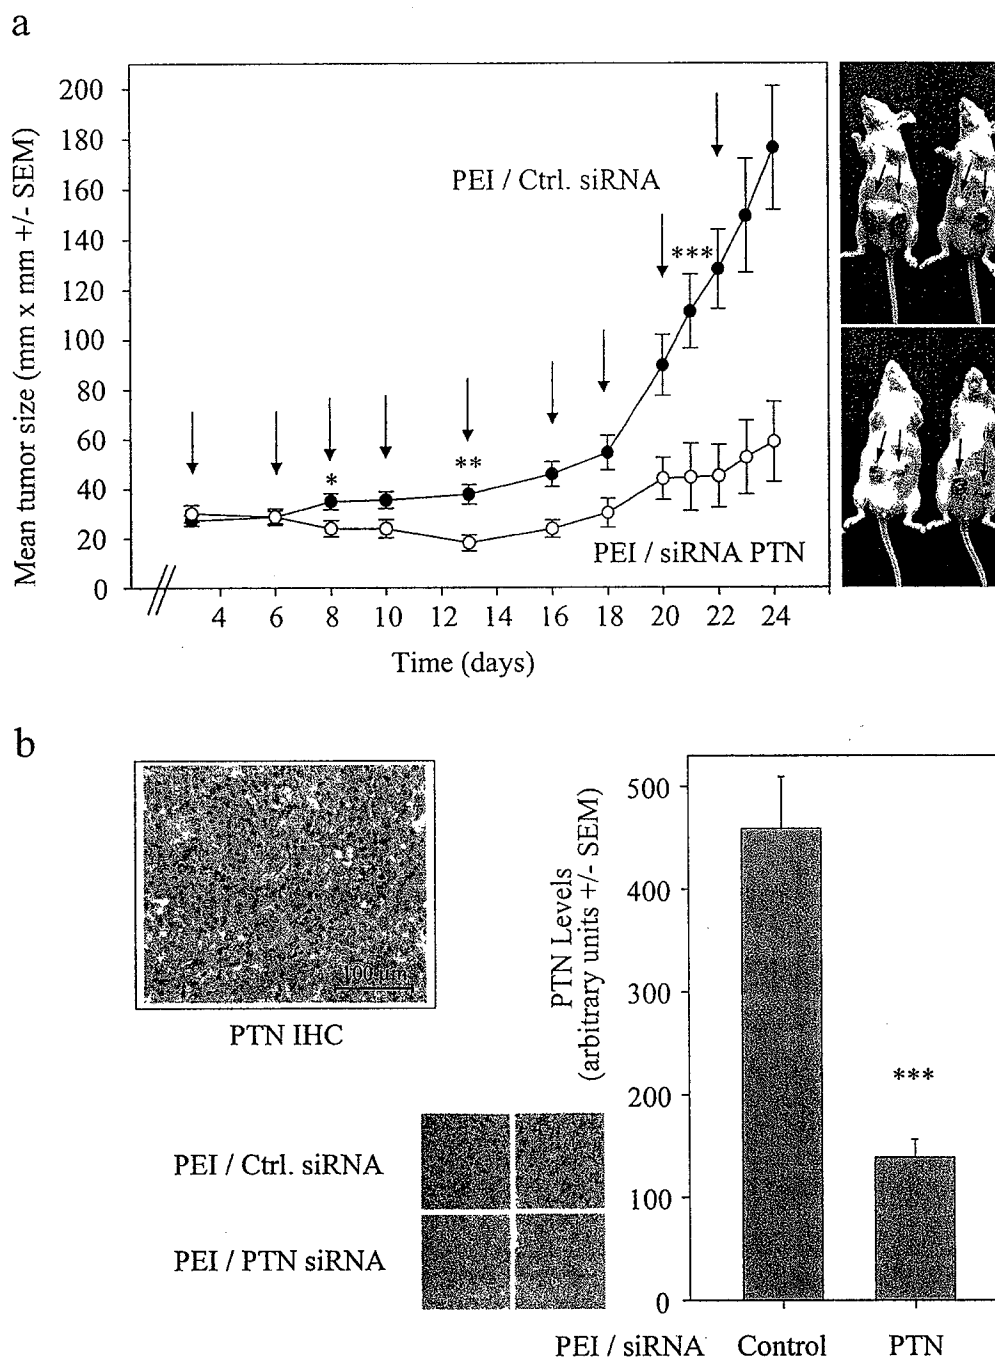 a
Mean tumor size (mm x mm +/- SEM)
200
180
160
140
120
100
80
60
40
20
0
PEI / Ctrl. siRNA
***
*
**
PEI / siRNA PTN
4 6 8 10 12 14 16 18 20 22 24
Time (days)
b
100 µm
PTN IHC
PEI / Ctrl. siRNA
PEI / PTN siRNA
PTN Levels
(arbitrary units +/- SEM)
500
400
300
200
100
0
***
PEI / siRNA Control PTN